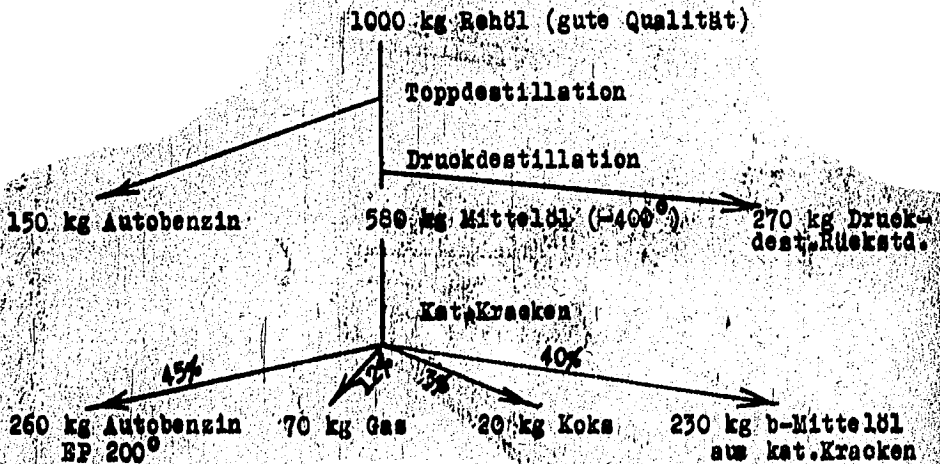 1000 kg Rohöl (gute Qualität)
Toppdestillation
Druckdestillation
150 kg Autobenzin
580 kg Mittelöl (-400°)
270 kg Druck-
dest.Rückstd.
Kat.Kracken
45%
12%
3%
40%
260 kg Autobenzin
EP 200°
70 kg Gas
20 kg Koks
230 kg b-Mittelöl
aus kat.Kracken